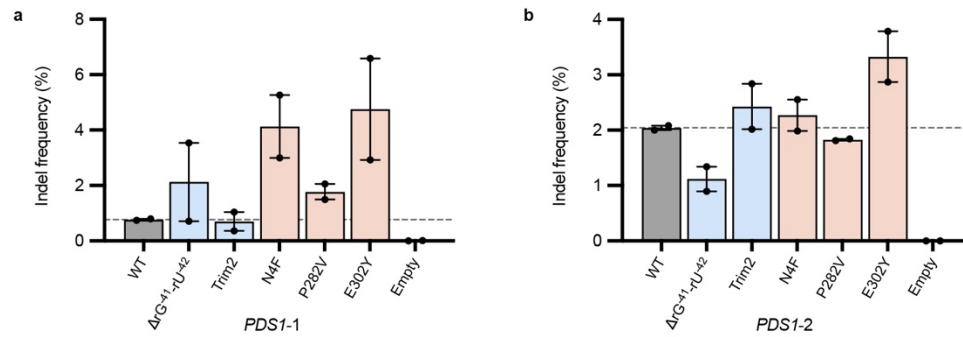 a
Indel frequency (%)
8
6
4
2
0
WT
ΔrG⁻⁴¹-rU⁻⁴²
Trim2
N4F
P282V
E302Y
Empty
PDS1-1
b
Indel frequency (%)
4
3
2
1
0
WT
ΔrG⁻⁴¹-rU⁻⁴²
Trim2
N4F
P282V
E302Y
Empty
PDS1-2